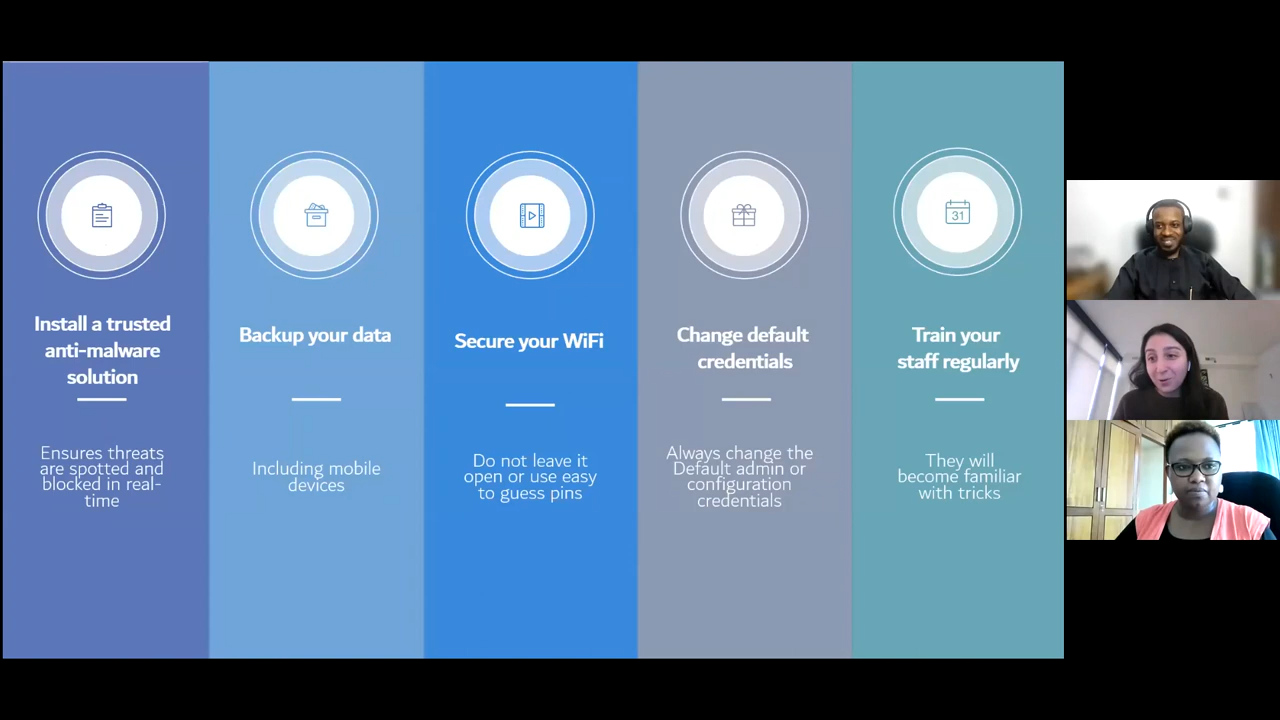 Install a trusted
anti-malware
solution
Ensures threats
are spotted and
blocked in real-
time
Backup your data
Including mobile
devices
Secure your WiFi
Do not leave it
open or use easy
to guess pins
Change default
credentials
Always change the
Default admin or
configuration
credentials
31
Train your
staff regularly
They will
become familiar
with tricks